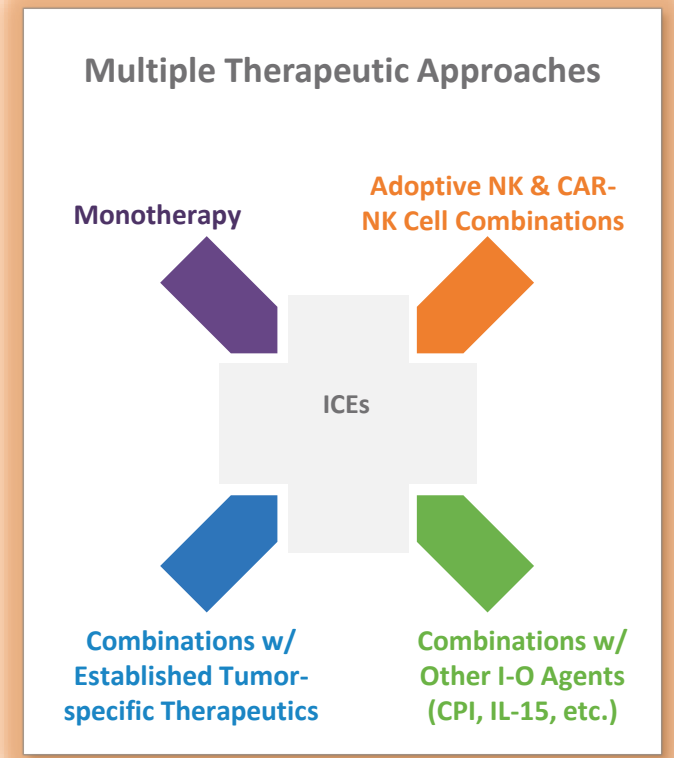 Multiple Therapeutic Approaches
Monotherapy
Adoptive NK & CAR-
NK Cell Combinations
ICEs
Combinations w/
Established Tumor-
specific Therapeutics
Combinations w/
Other I-O Agents
(CPI, IL-15, etc.)